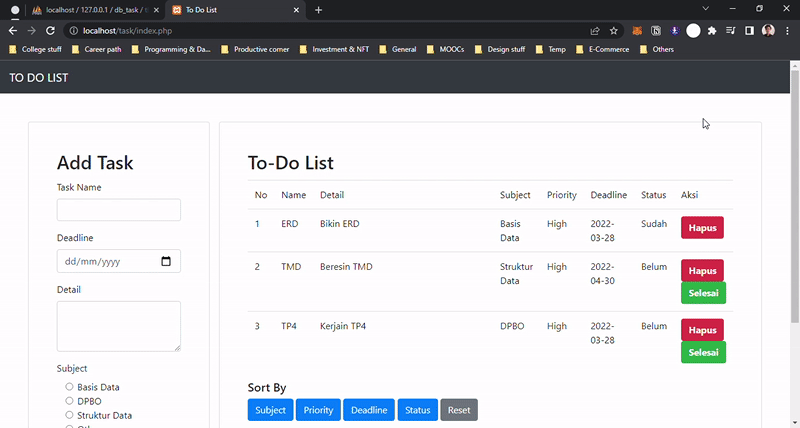 localhost / 127.0.0.1 / db_task / t
To Do List
localhost/task/index.php
College stuff
Career path
Programming & Da...
Productive corner
Investment & NFT
General
MOOCs
Design stuff
Temp
E-Commerce
Others
TO DO LIST
Add Task
Task Name
Deadline
dd/mm/yyyy
Detail
Subject
Basis Data
DPBO
Struktur Data
To-Do List
No Name Detail Subject Priority Deadline Status Aksi
1 ERD Bikin ERD Basis Data High 2022-03-28 Sudah Hapus
2 TMD Beresin TMD Struktur Data High 2022-04-30 Belum Hapus Selesai
3 TP4 Kerjain TP4 DPBO High 2022-03-28 Belum Hapus Selesai
Sort By
Subject Priority Deadline Status Reset